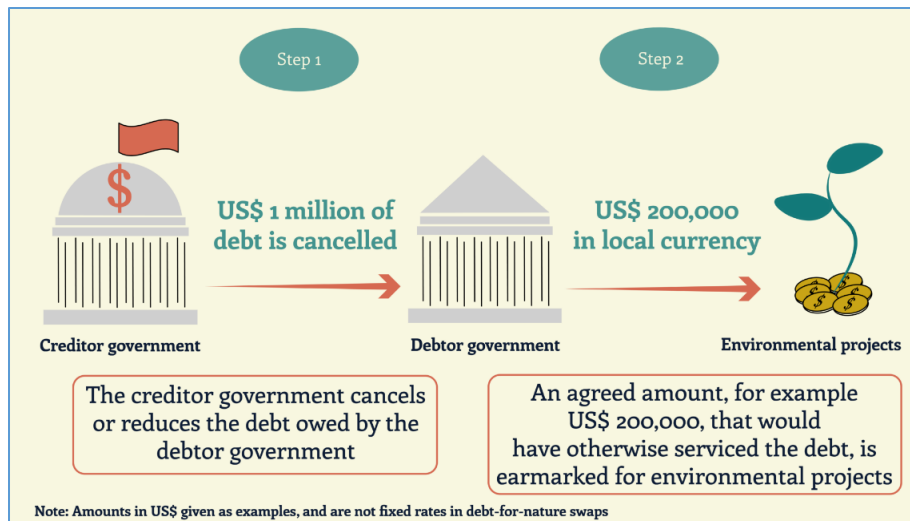 Step 1
Step 2
$
US$ 1 million of
debt is cancelled
US$ 200,000
in local currency
$
$
$
$
$
Creditor government
Debtor government
Environmental projects
The creditor government cancels
or reduces the debt owed by the
debtor government
An agreed amount, for example
US$ 200,000, that would
have otherwise serviced the debt, is
earmarked for environmental projects
Note: Amounts in US$ given as examples, and are not fixed rates in debt-for-nature swaps